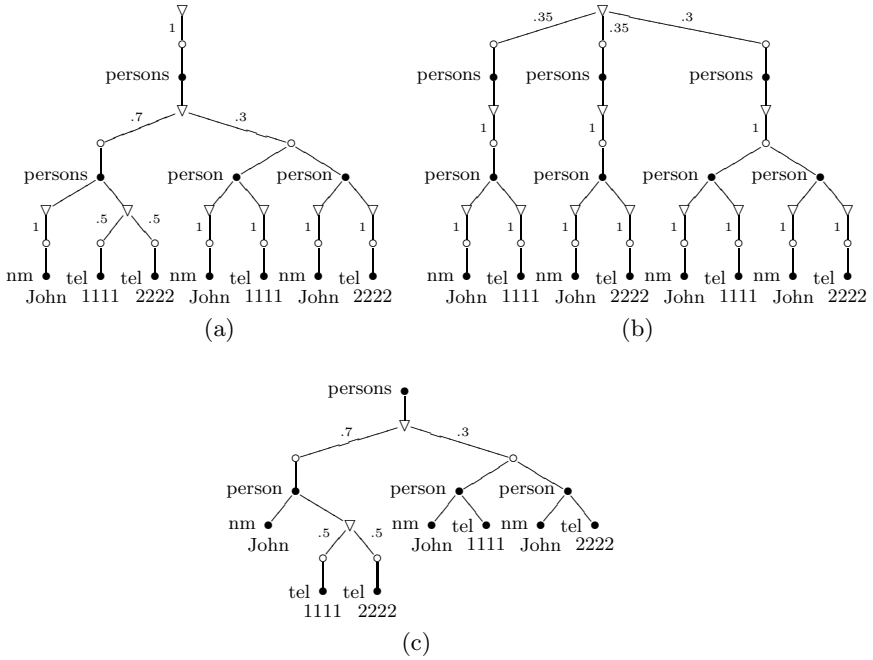 1
persons
.7 .3
persons person person
1 .5 .5 1 1 1 1
nm tel tel nm tel nm tel
John 1111 2222 John 1111 John 2222
(a)
.35 .35 .3
persons persons persons
1 1 1
person person person person
1 1 1 1 1 1 1 1
nm tel nm tel nm tel nm tel
John 1111 John 2222 John 1111 John 2222
(b)
persons
.7 .3
person person person
nm .5 .5 nm tel nm tel
John John 1111 John 2222
tel tel
1111 2222
(c)